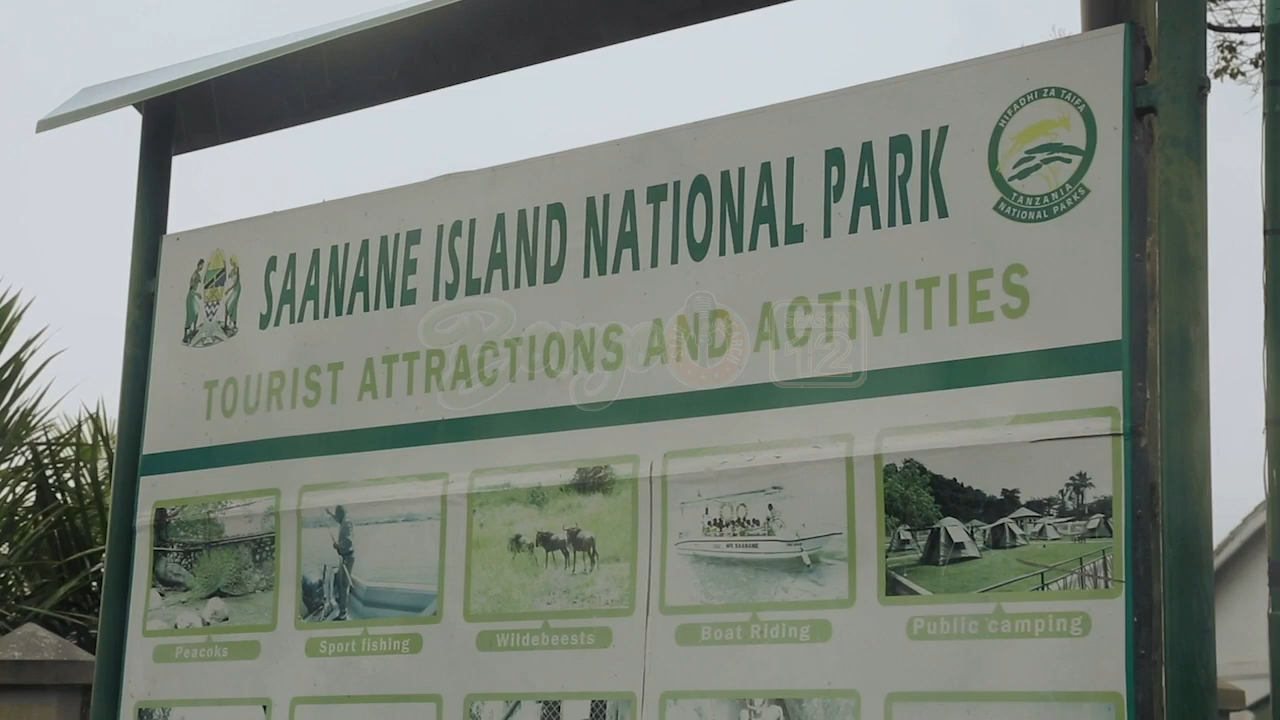 SAANANE ISLAND NATIONAL PARK
HIFADHI ZA TAIFA
TANZANIA
NATIONAL PARKS
TOURIST ATTRACTIONS AND ACTIVITIES
12
Peacoks
Sport fishing
Wildebeests
Boat Riding
Public camping